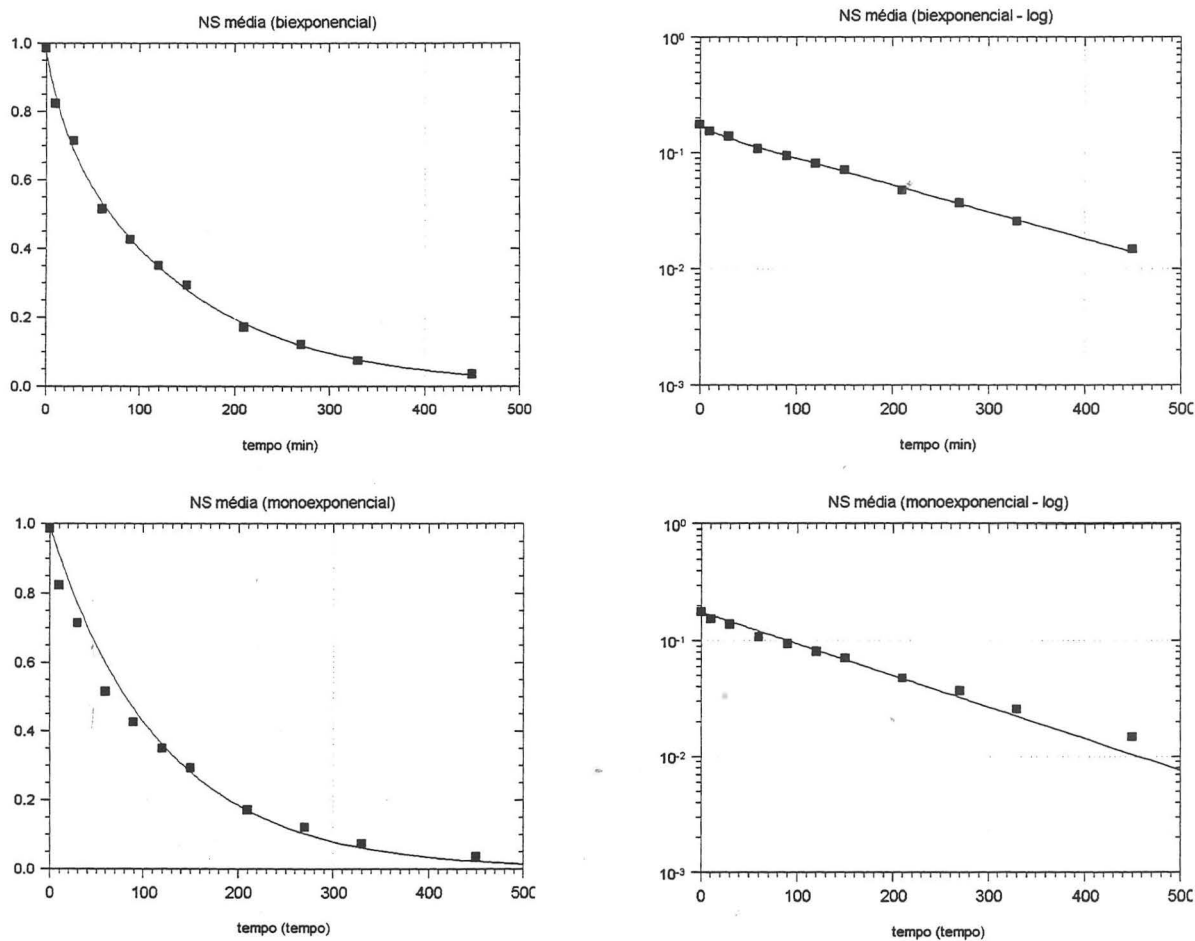 NS média (biexponencial)
1.0
0.8
0.6
0.4
0.2
0.0
0 100 200 300 400 500
tempo (min)
NS média (biexponencial - log)
10⁰
10⁻¹
10⁻²
10⁻³
0 100 200 300 400 500
tempo (min)
NS média (monoexponencial)
1.0
0.8
0.6
0.4
0.2
0.0
0 100 200 300 400 500
tempo (tempo)
NS média (monoexponencial - log)
10⁰
10⁻¹
10⁻²
10⁻³
0 100 200 300 400 500
tempo (tempo)